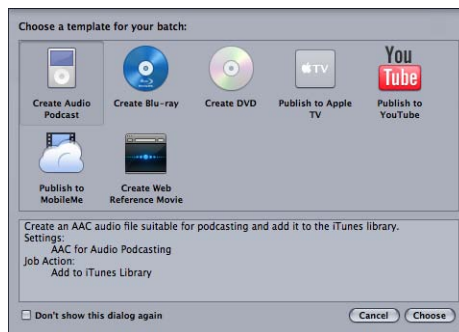 Choose a template for your batch:
You
Tube
tv
Create Audio
Podcast
Create Blu-ray
Create DVD
Publish to Apple
TV
Publish to
YouTube
Publish to
MobileMe
Create Web
Reference Movie
Create an AAC audio file suitable for podcasting and add it to the iTunes library.
Settings:
AAC for Audio Podcasting
Job Action:
Add to iTunes Library
Don't show this dialog again
Cancel
Choose